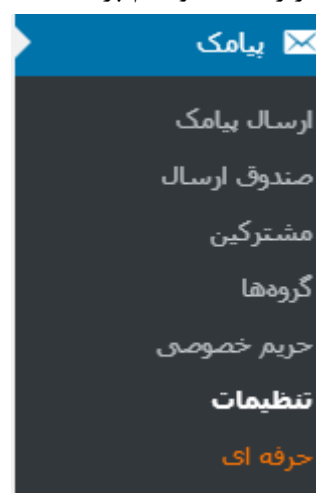 پیامک
ارسال پیامک
صندوق ارسال
مشترکین
گروه‌ها
حریم خصوصی
تنظیمات
حرفه ای